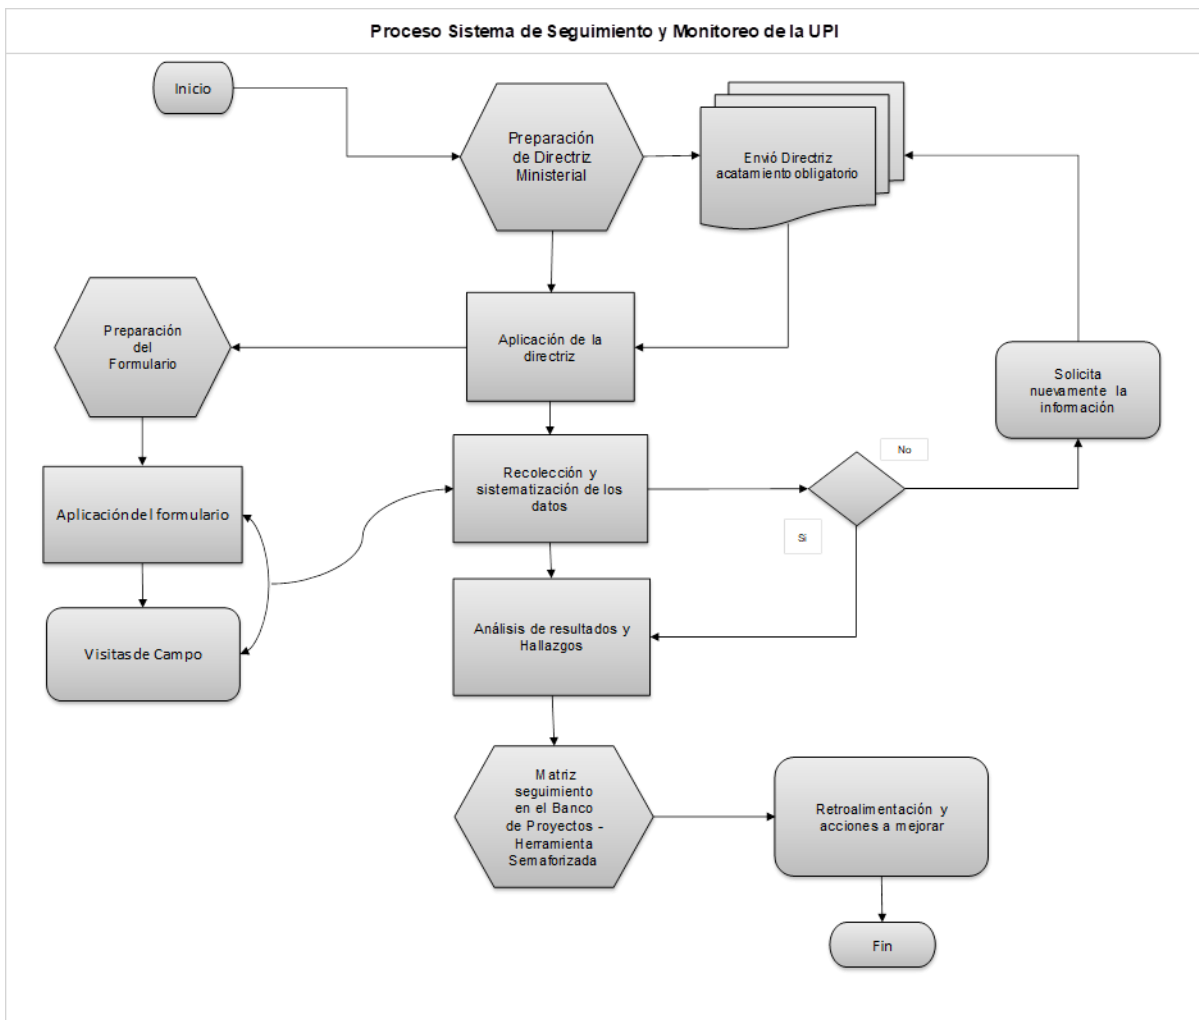 Proceso Sistema de Seguimiento y Monitoreo de la UPI
Inicio
Preparación
de Directriz
Ministerial
Envió Directriz
acatamiento obligatorio
Preparación
del
Formulario
Aplicación de la
directriz
Solicita
nuevamente la
información
No
Recolección y
sistematización de los
datos
Aplicación del formulario
Si
Análisis de resultados y
Hallazgos
Visitas de Campo
Matriz
seguimiento
en el Banco
de Proyectos -
Herramienta
Semaforizada
Retroalimentación y
acciones a mejorar
Fin